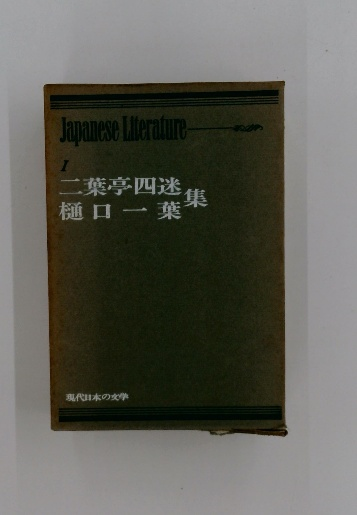 Japanese Literature
I
二葉亭四迷
樋口一葉 集
現代日本の文学